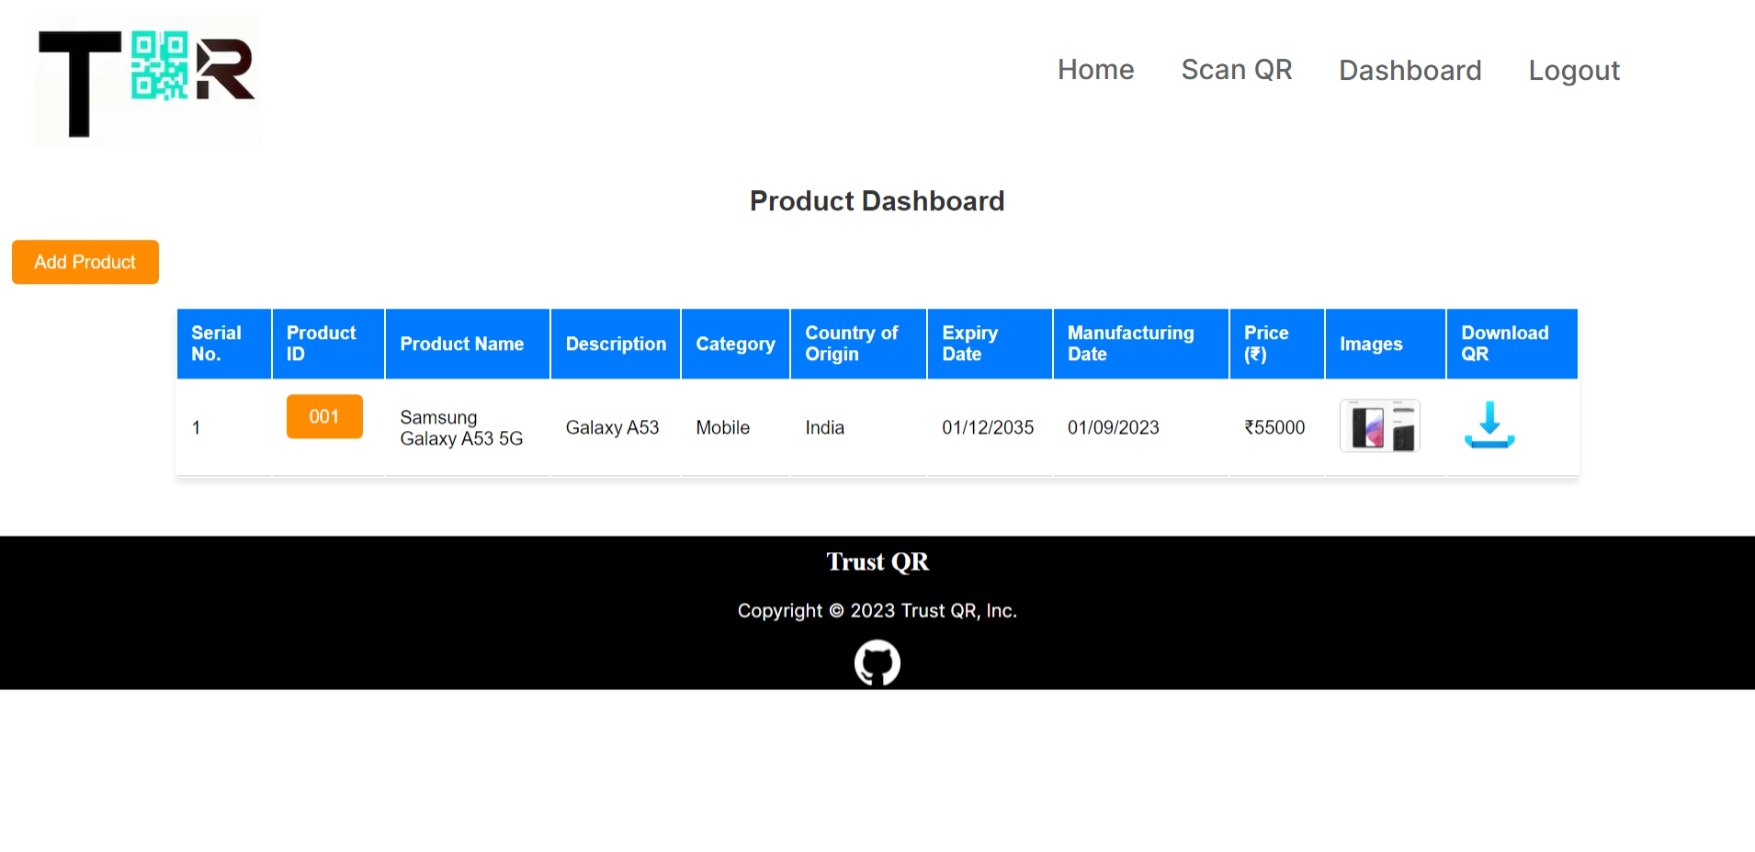 T R
Home Scan QR Dashboard Logout
Product Dashboard
Add Product
Serial No. Product ID Product Name Description Category Country of Origin Expiry Date Manufacturing Date Price (₹) Images Download QR
1 001 Samsung Galaxy A53 5G Galaxy A53 Mobile India 01/12/2035 01/09/2023 ₹55000
Trust QR
Copyright © 2023 Trust QR, Inc.